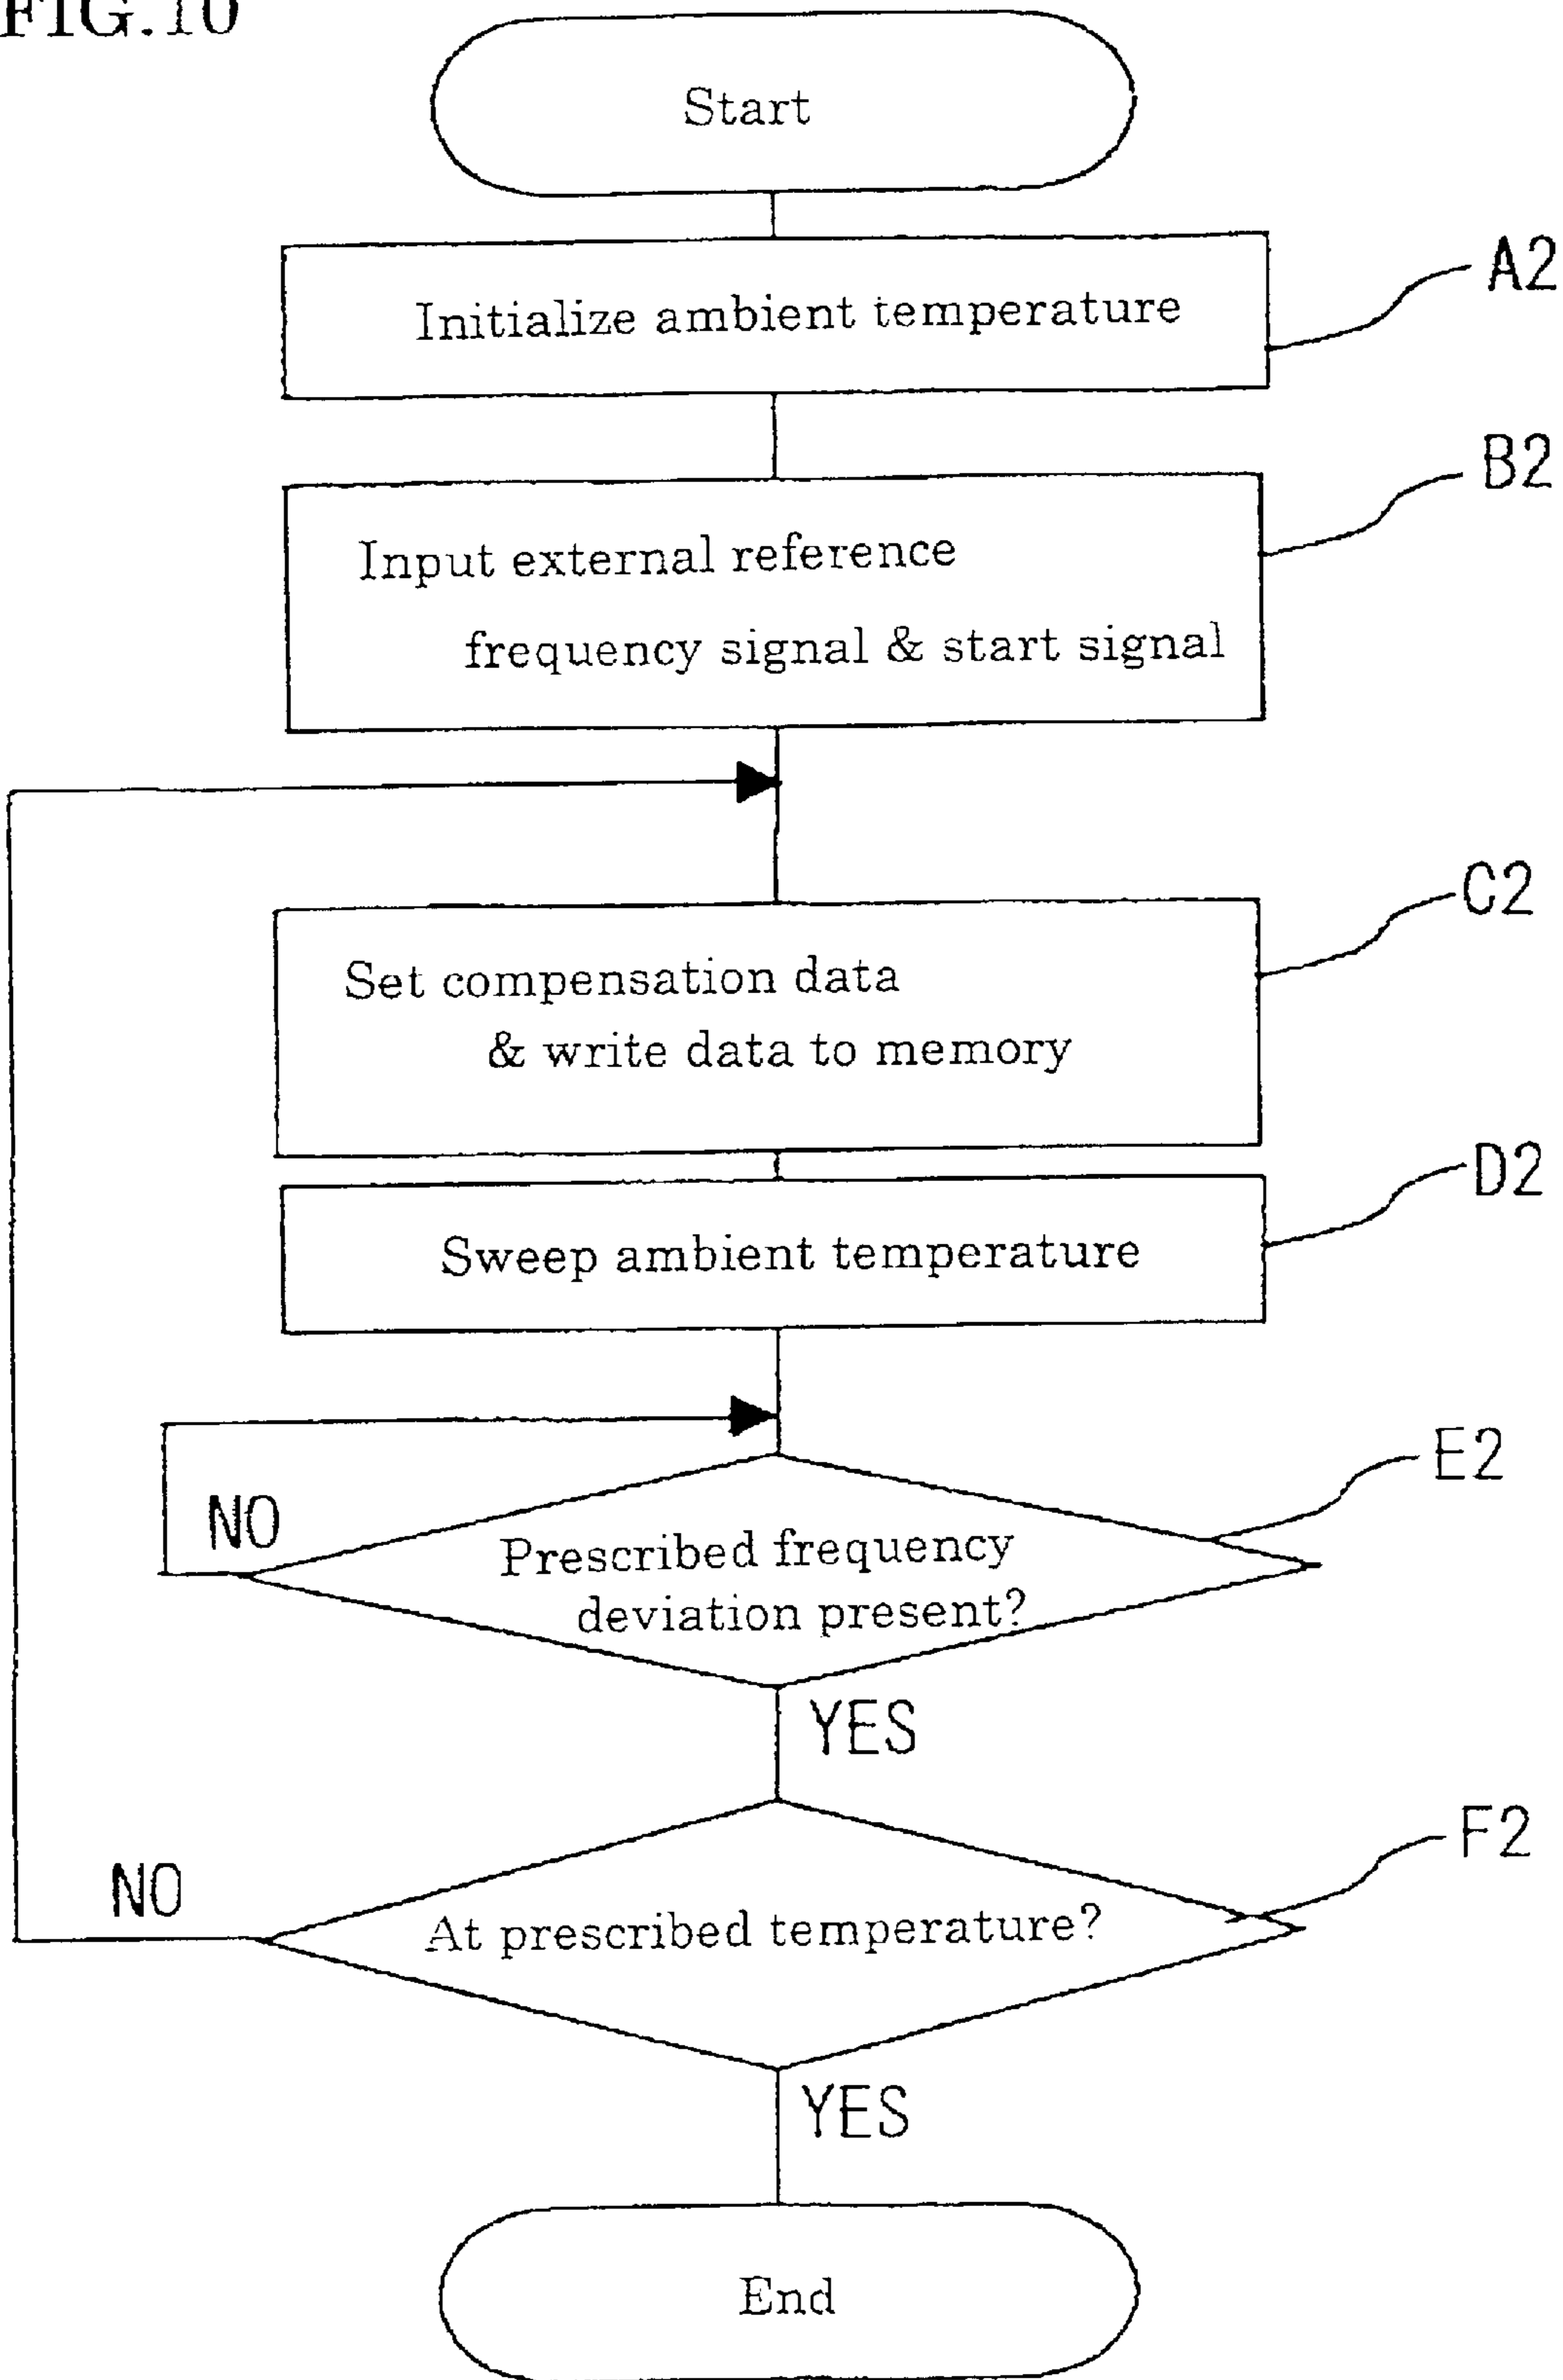 FIG.10
Start
Initialize ambient temperature
A2
Input external reference
frequency signal & start signal
B2
Set compensation data
& write data to memory
C2
Sweep ambient temperature
D2
Prescribed frequency
deviation present?
E2
NO
YES
At prescribed temperature?
F2
NO
YES
End